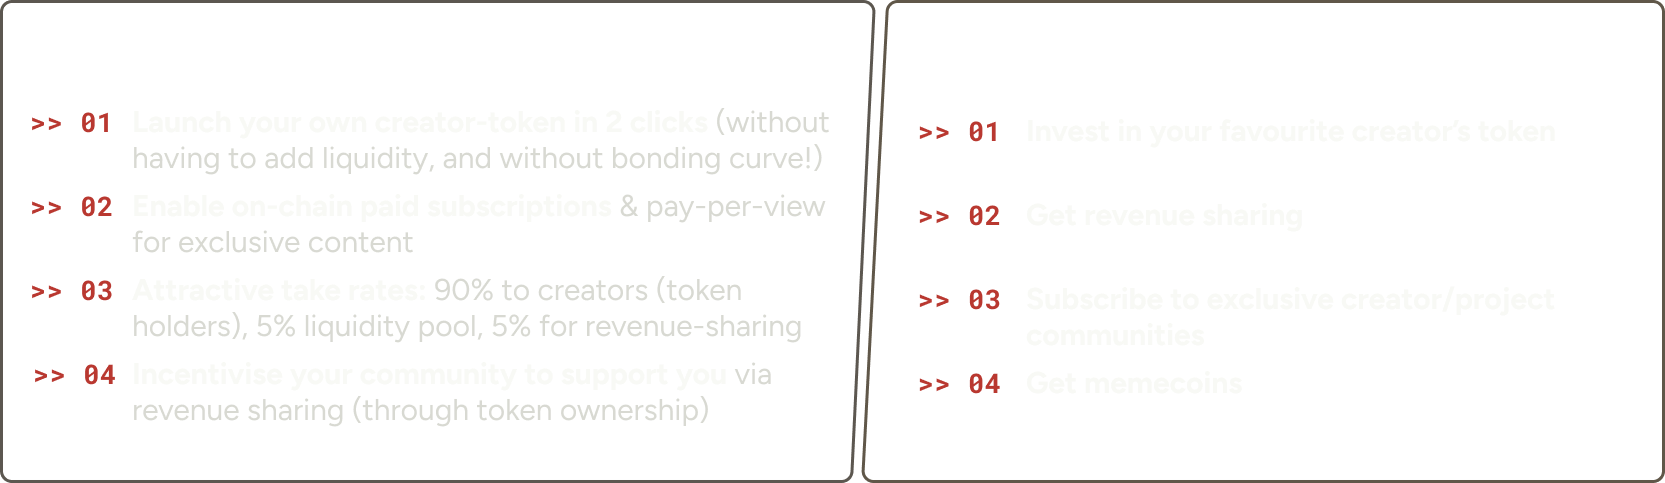 >> 01 Launch your own creator-token in 2 clicks (without
having to add liquidity, and without bonding curve!)
>> 02 Enable on-chain paid subscriptions & pay-per-view
for exclusive content
>> 03 Attractive take rates: 90% to creators (token
holders), 5% liquidity pool, 5% for revenue-sharing
>> 04 Incentivise your community to support you via
revenue sharing (through token ownership)
>> 01 Invest in your favourite creator’s token
>> 02 Get revenue sharing
>> 03 Subscribe to exclusive creator/project
communities
>> 04 Get memecoins